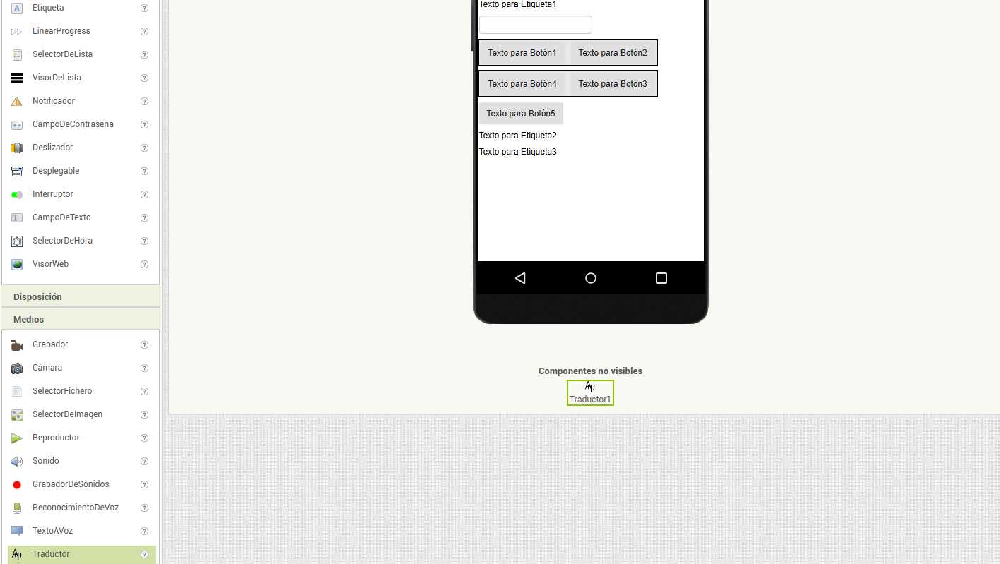 Etiqueta
LinearProgress
SelectorDeLista
VisorDeLista
Notificador
CampoDeContraseña
Deslizador
Desplegable
Interruptor
CampoDeTexto
SelectorDeHora
VisorWeb
Disposición
Medios
Grabador
Cámara
SelectorFichero
SelectorDeImagen
Reproductor
Sonido
GrabadorDeSonidos
ReconocimientoDeVoz
TextoAVoz
Traductor
Texto para Etiqueta1
Texto para Botón1 Texto para Botón2
Texto para Botón4 Texto para Botón3
Texto para Botón5
Texto para Etiqueta2
Texto para Etiqueta3
Componentes no visibles
Traductor1